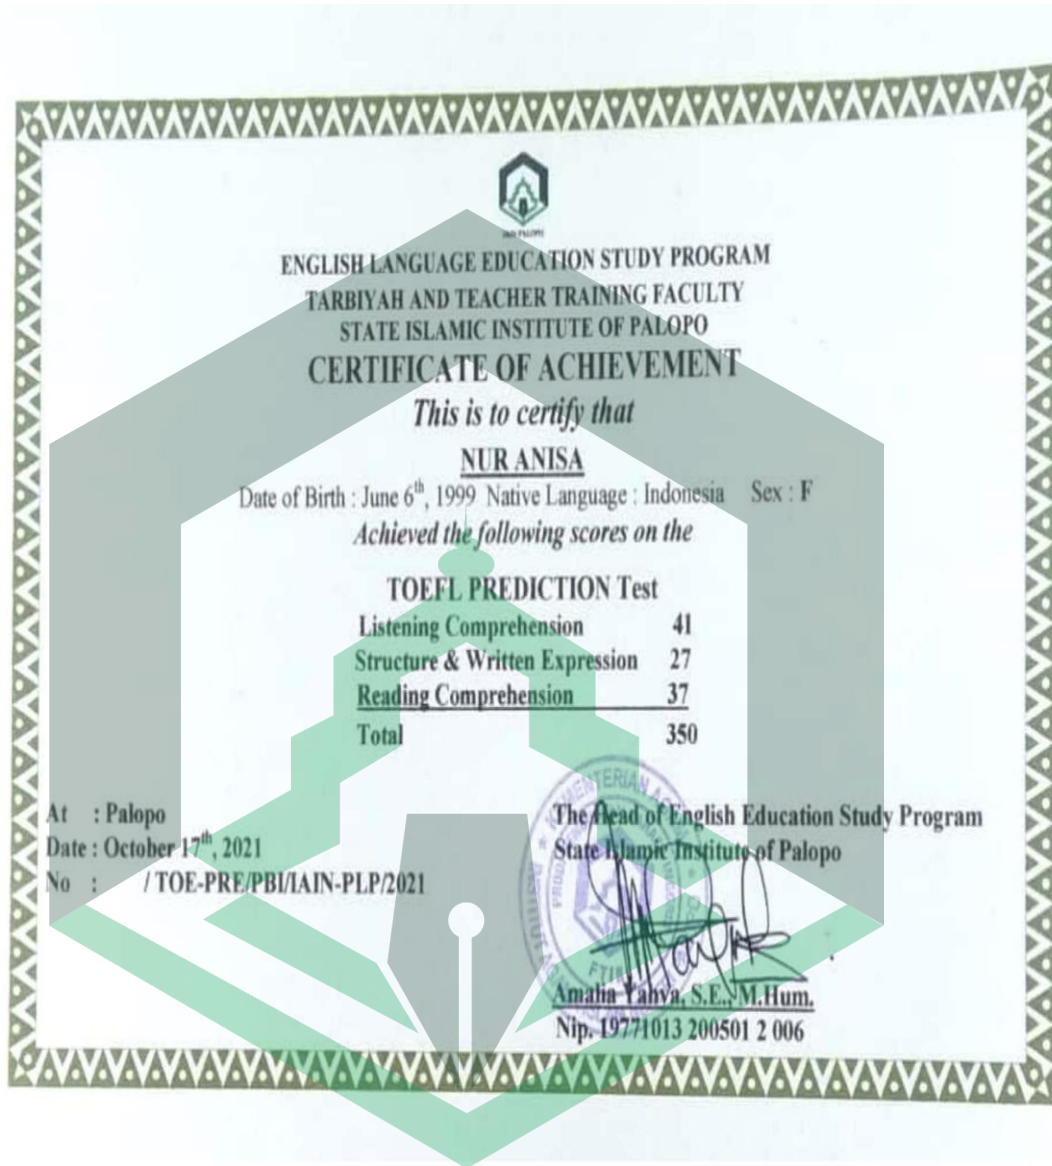 IAIN PALOPO
ENGLISH LANGUAGE EDUCATION STUDY PROGRAM
TARBIYAH AND TEACHER TRAINING FACULTY
STATE ISLAMIC INSTITUTE OF PALOPO
CERTIFICATE OF ACHIEVEMENT
This is to certify that
NUR ANISA
Date of Birth : June 6th, 1999 Native Language : Indonesia Sex : F
Achieved the following scores on the
TOEFL PREDICTION Test
Listening Comprehension 41
Structure & Written Expression 27
Reading Comprehension 37
Total 350
At : Palopo
Date : October 17th, 2021
No : / TOE-PRE/PBI/IAIN-PLP/2021
The Head of English Education Study Program
State Islamic Institute of Palopo
Amalia Yahya, S.E., M.Hum.
Nip. 19771013 200501 2 006